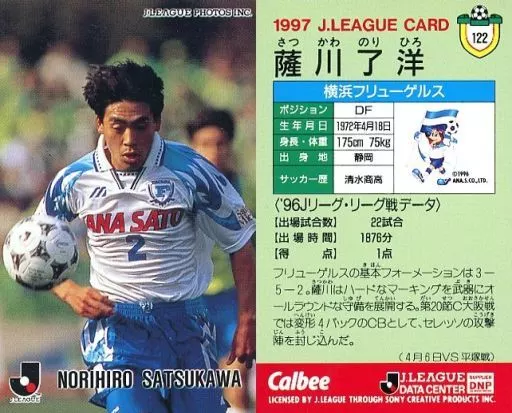 J.LEAGUE PHOTOS INC.
ANA SATO
2
J.LEAGUE
NORIHIRO SATSUKAWA
1997 J.LEAGUE CARD
122
さつ かわ のり ひろ
薩川了洋
横浜フリューゲルス
ポジション DF
生年月日 1972年4月18日
身長・体重 175cm 75kg
出身地 静岡
サッカー歴 清水商高
©1996
ANA.S.CO.,LTD.
〈'96Jリーグ・リーグ戦データ〉
【出場試合数】 22試合
【出場時間】 1876分
【得点】 1点
フリューゲルスの基本フォーメーションは3-
5-2。薩川はハードなマーキングを武器にオ
ールラウンドな守備を展開する。第20節C大阪戦
では変形4バックのCBとして、セレッソの攻撃
陣を封じ込んだ。
(4月6日VS平塚戦)
Calbee
J.LEAGUE
DATA CENTER
SUPPLIER
DNP
LICENSED BY J.LEAGUE THROUGH SONY CREATIVE PRODUCTS INC.